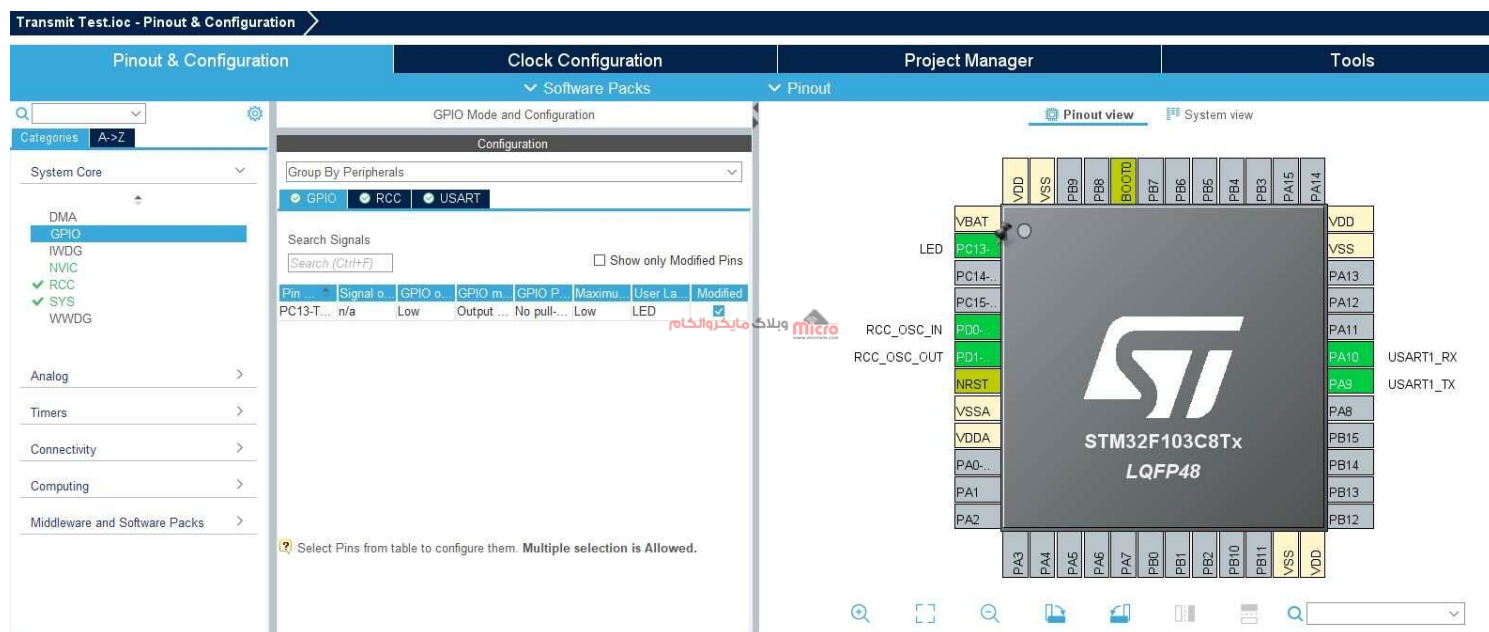 Transmit Test.ioc - Pinout & Configuration
Pinout & Configuration
Clock Configuration
Project Manager
Tools
Software Packs
Pinout
Categories
A->Z
System Core
DMA
GPIO
IWDG
NVIC
RCC
SYS
WWDG
Analog
Timers
Connectivity
Computing
Middleware and Software Packs
GPIO Mode and Configuration
Configuration
Group By Peripherals
GPIO RCC USART
Search Signals
Search (Ctrl+F)
Show only Modified Pins
Pin ... Signal o... GPIO o... GPIO m... GPIO P... Maximu... User La... Modified
PC13-T... n/a Low Output ... No pull-... Low LED
Select Pins from table to configure them. Multiple selection is Allowed.
وبلاگ مایکروالکام
micro
Pinout view
System view
VDD VSS PB9 PB8 BOOT0 PB7 PB6 PB5 PB4 PB3 PA15 PA14
VBAT
LED PC13-
PC14-..
PC15-..
RCC_OSC_IN PD0-
RCC_OSC_OUT PD1-
NRST
VSSA
VDDA
PA0-..
PA1
PA2
STM32F103C8Tx
LQFP48
VDD
VSS
PA13
PA12
PA11
PA10 USART1_RX
PA9 USART1_TX
PA8
PB15
PB14
PB13
PB12
PA3 PA4 PA5 PA6 PA7 PB0 PB1 PB2 PB10 PB11 VSS VDD